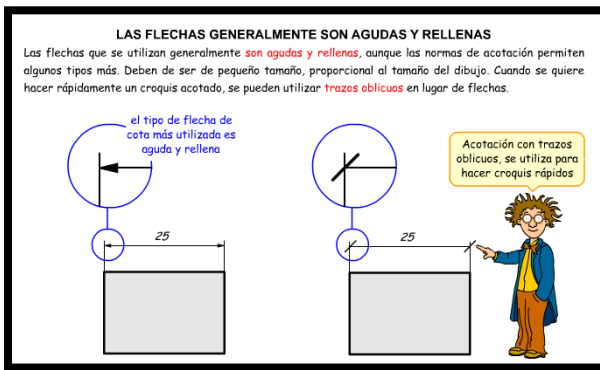 LAS FLECHAS GENERALMENTE SON AGUDAS Y RELLENAS
Las flechas que se utilizan generalmente son agudas y rellenas, aunque las normas de acotación permiten
algunos tipos más. Deben de ser de pequeño tamaño, proporcional al tamaño del dibujo. Cuando se quiere
hacer rápidamente un croquis acotado, se pueden utilizar trazos oblicuos en lugar de flechas.
el tipo de flecha de
cota más utilizada es
aguda y rellena
Acotación con trazos
oblicuos, se utiliza para
hacer croquis rápidos
25
25